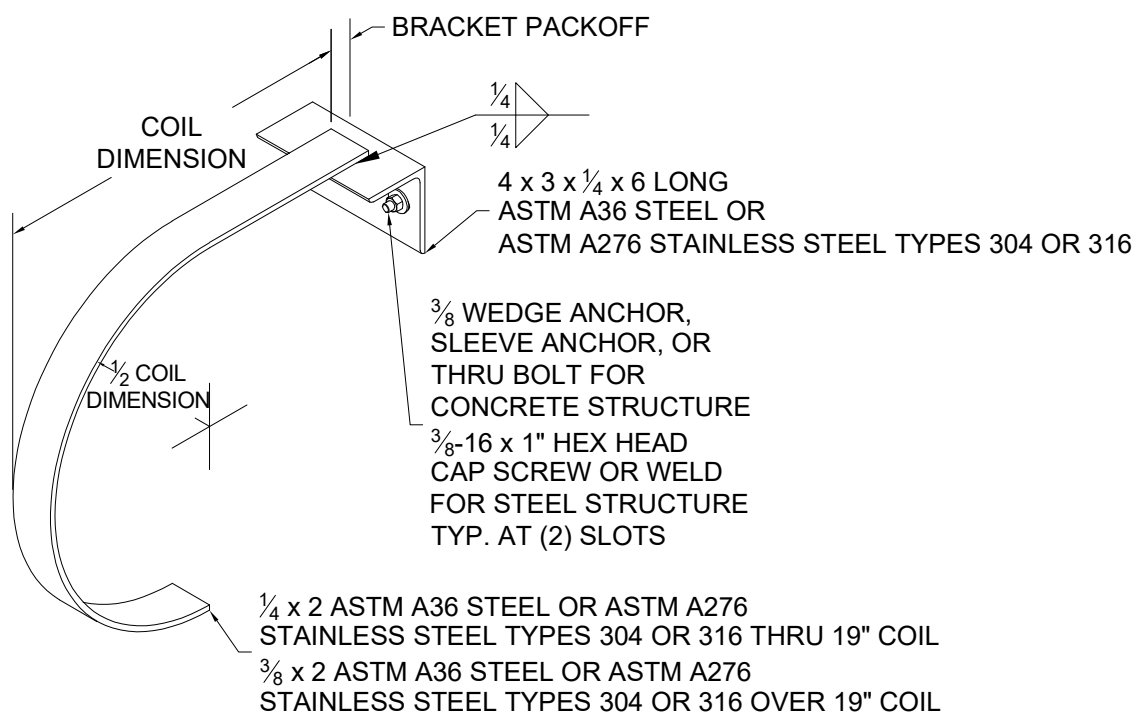 BRACKET PACKOFF
COIL
DIMENSION
1/4
1/4
4 x 3 x 1/4 x 6 LONG
ASTM A36 STEEL OR
ASTM A276 STAINLESS STEEL TYPES 304 OR 316
3/8 WEDGE ANCHOR,
SLEEVE ANCHOR, OR
THRU BOLT FOR
CONCRETE STRUCTURE
3/8-16 x 1" HEX HEAD
CAP SCREW OR WELD
FOR STEEL STRUCTURE
TYP. AT (2) SLOTS
1/2 COIL
DIMENSION
1/4 x 2 ASTM A36 STEEL OR ASTM A276
STAINLESS STEEL TYPES 304 OR 316 THRU 19" COIL
3/8 x 2 ASTM A36 STEEL OR ASTM A276
STAINLESS STEEL TYPES 304 OR 316 OVER 19" COIL